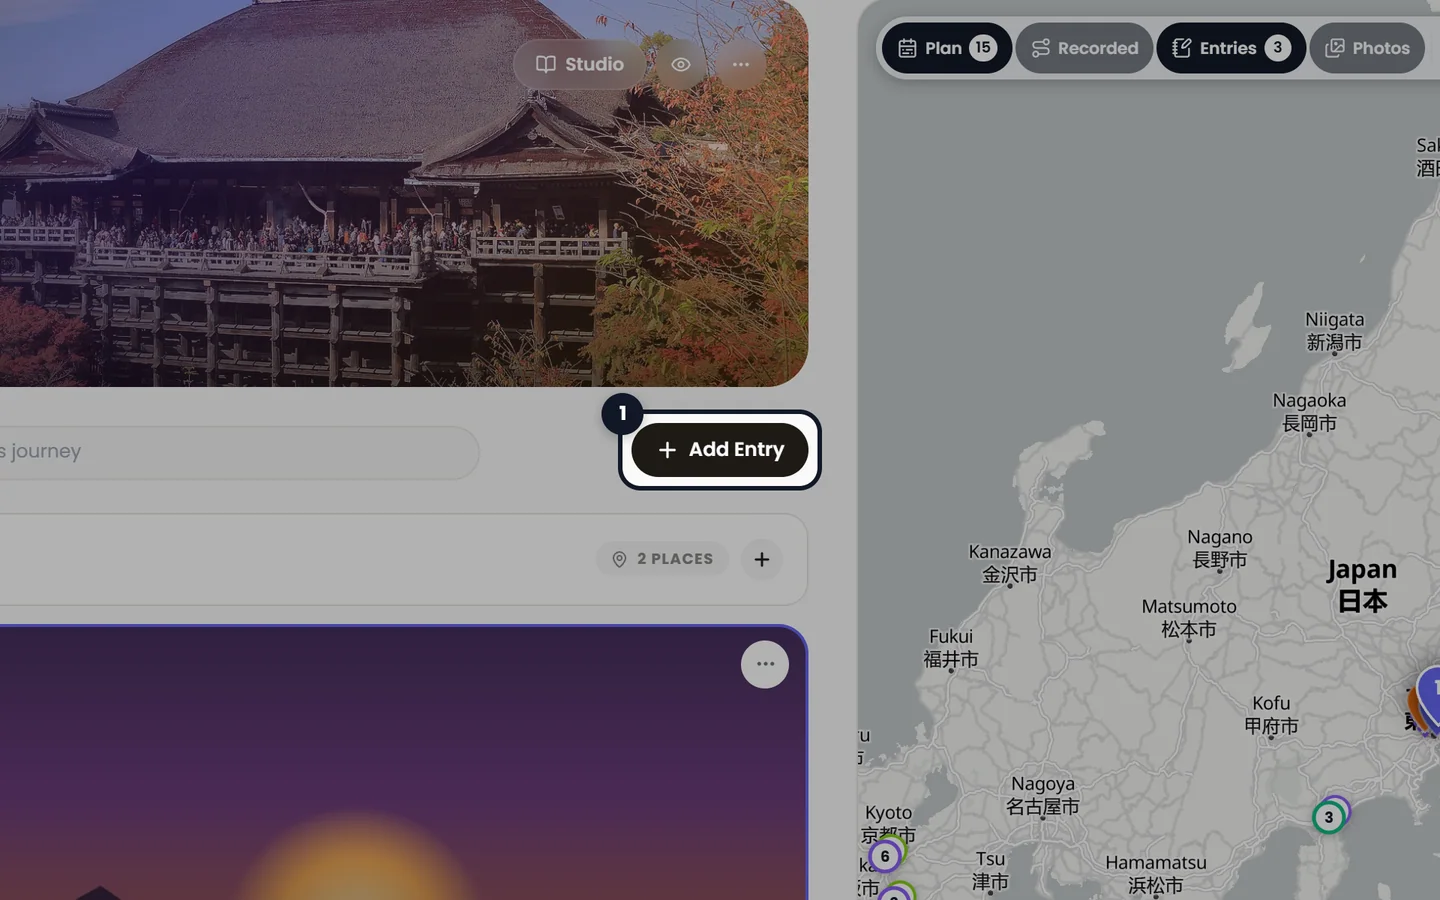 Studio
Plan 15
Recorded
Entries 3
Photos
1
s journey
+ Add Entry
2 PLACES
Niigata
新潟市
Nagaoka
長岡市
Kanazawa
金沢市
Nagano
長野市
Japan
日本
Matsumoto
松本市
Fukui
福井市
Kofu
甲府市
Nagoya
名古屋市
3
Kyoto
京都市
6
Tsu
津市
Hamamatsu
浜松市